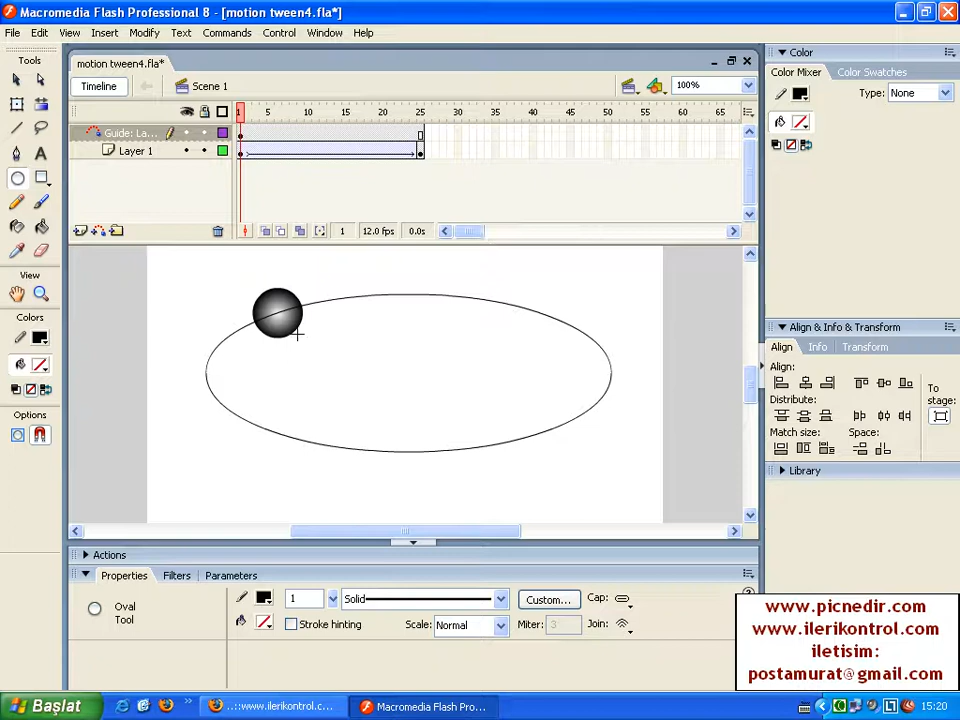 Macromedia Flash Professional 8 - [motion tween4.fla*]
File Edit View Insert Modify Text Commands Control Window Help
Tools
View
Colors
Options
motion tween4.fla*
Timeline
Scene 1
100%
1 5 10 15 20 25 30 35 40 45 50 55 60 65
Guide: La...
Layer 1
1 12.0 fps 0.0s
Color
Color Mixer Color Swatches
Type: None
Align & Info & Transform
Align Info Transform
Align:
Distribute:
Match size: Space:
To
stage:
Library
Actions
Properties Filters Parameters
Oval
Tool
1 Solid Custom... Cap:
Stroke hinting Scale: Normal Miter: 3 Join:
www.picnedir.com
www.ilerikontrol.com
iletisim:
postamurat@gmail.com
Başlat
..::www.ilerikontrol.c...
Macromedia Flash Pro...
15:20